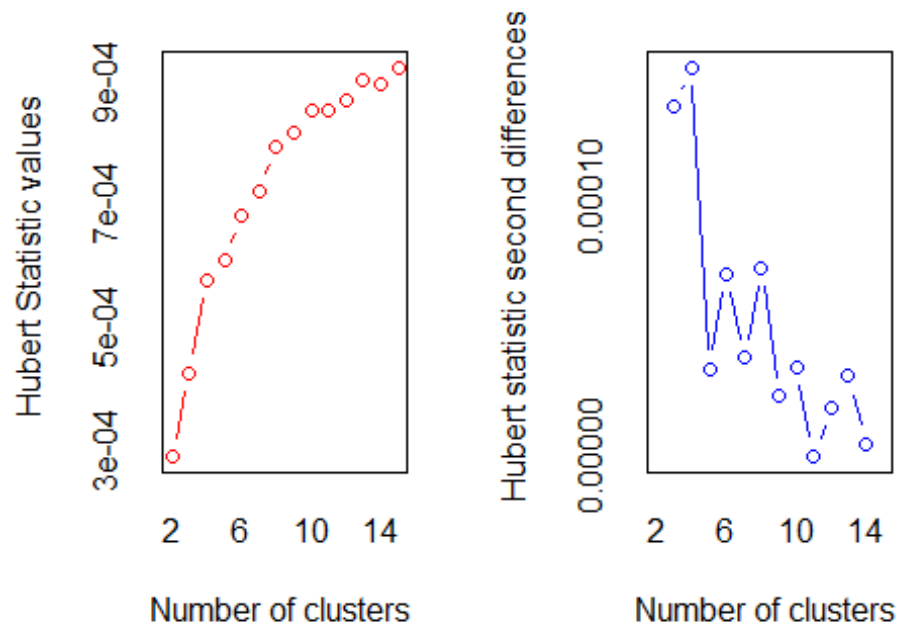 Hubert Statistic values
9e-04
7e-04
5e-04
3e-04
2 6 10 14
Number of clusters
Hubert statistic second differences
0.00010
0.00000
2 6 10 14
Number of clusters